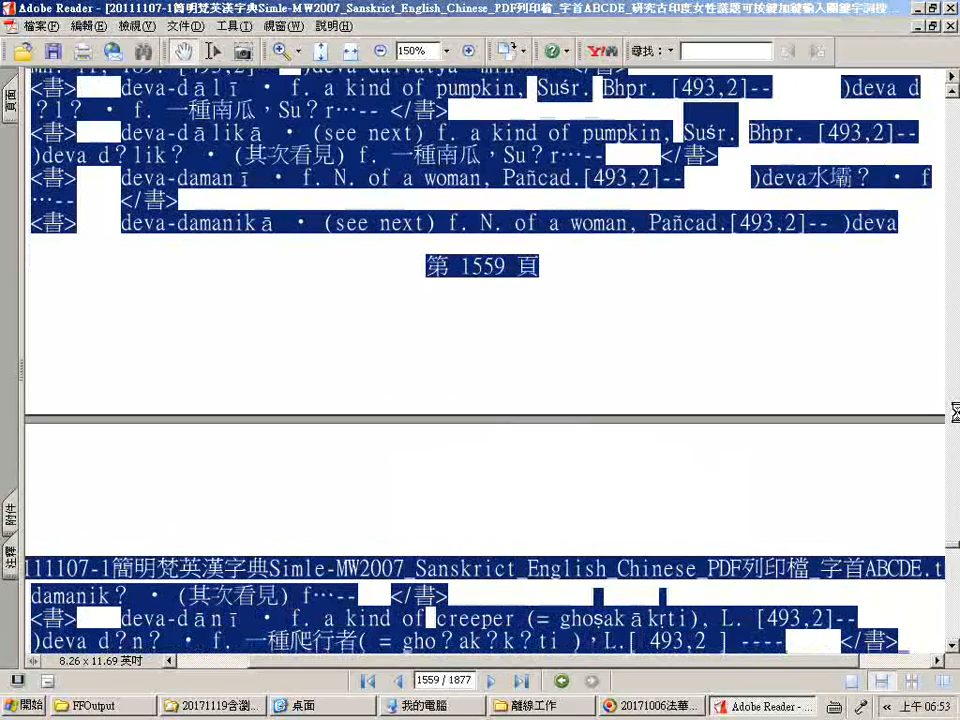 Adobe Reader - [20111107-1簡明梵英漢字典Simle-MW2007_Sanskrict_English_Chinese_PDF列印檔_字首ABCDE_研究古印度女性議題可按鍵加鍵輸入關鍵字詞搜
檔案(F) 編輯(E) 檢視(V) 文件(D) 工具(T) 視窗(W) 說明(H)
150% Y! 尋找:
<書> deva-dālī • f. a kind of pumpkin, Suśr. Bhpr. [493,2]-- )deva d
?l? • f. 一種南瓜,Su?r…-- </書>
<書> deva-dālikā • (see next) f. a kind of pumpkin, Suśr. Bhpr. [493,2]--
)deva d?lik? • (其次看見) f. 一種南瓜,Su?r…-- </書>
<書> deva-damanī • f. N. of a woman, Pañcad.[493,2]-- )deva水壩? • f
…-- </書>
<書> deva-damanikā • (see next) f. N. of a woman, Pañcad.[493,2]-- )deva
第 1559 頁
111107-1簡明梵英漢字典Simle-MW2007_Sanskrict_English_Chinese_PDF列印檔_字首ABCDE.t
damanik? • (其次看見) f…-- </書>
<書> deva-dānī • f. a kind of creeper (= ghoṣakākṛti), L. [493,2]--
)deva d?n? • f. 一種爬行者( = gho?ak?k?ti ),L.[ 493,2 ] ---- </書>
頁面
附件
注釋
8.26 x 11.69 英吋
1559 / 1877
開始 FFOutput 20171119含瀏... 桌面 我的電腦 離線工作 20171006法華... Adobe Reader - [... 上午 06:53